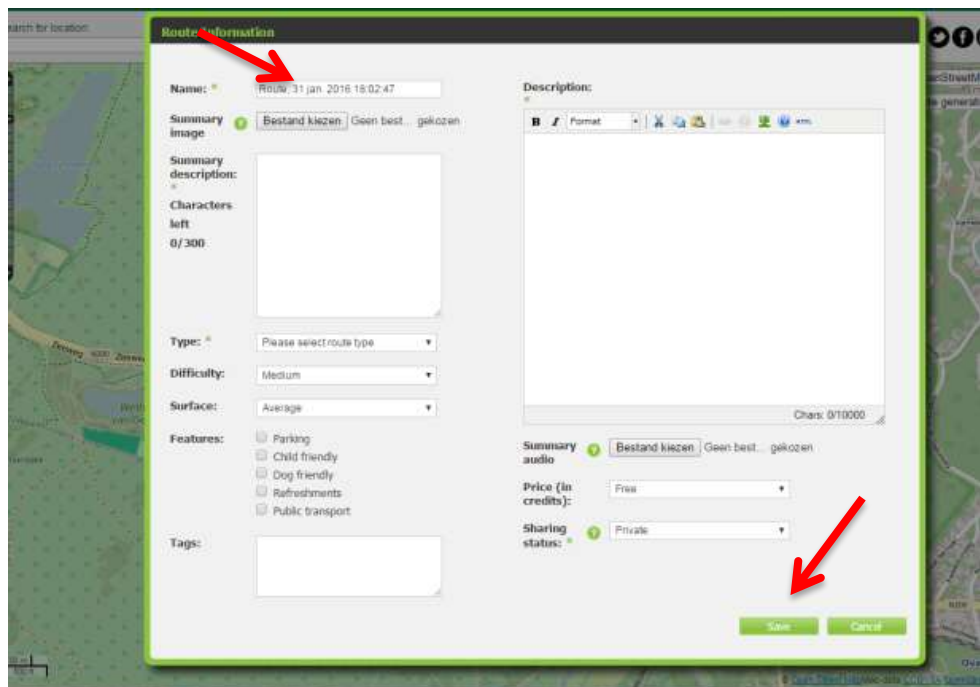 Search for location:
Route Information
Name: *
Route, 31 jan. 2016 18:02:47
Summary image
Bestand kiezen Geen best... gekozen
Summary description: *
Characters left
0/300
Type: *
Please select route type
Difficulty:
Medium
Surface:
Average
Features:
Parking
Child friendly
Dog friendly
Refreshments
Public transport
Tags:
Description: *
B I Format HTML
Chars: 0/10000
Summary audio
Bestand kiezen Geen best... gekozen
Price (in credits):
Free
Sharing status: *
Private
Save
Cancel